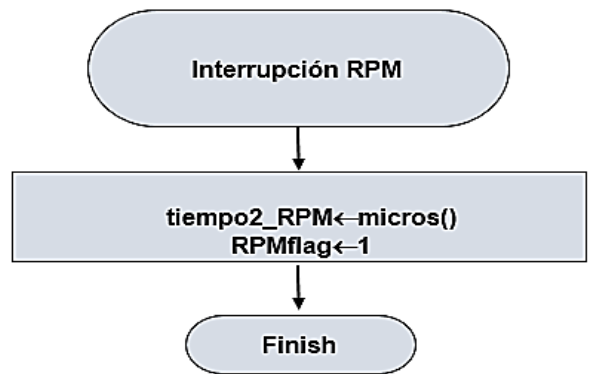 Interrupción RPM
tiempo2_RPM←micros()
RPMflag←1
Finish